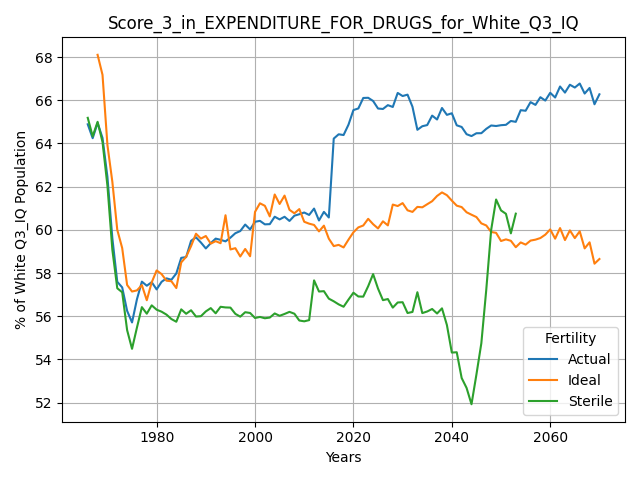 Score_3_in_EXPENDITURE_FOR_DRUGS_for_White_Q3_IQ
% of White Q3_IQ Population
68
66
64
62
60
58
56
54
52
1980
2000
2020
2040
2060
Years
Fertility
Actual
Ideal
Sterile